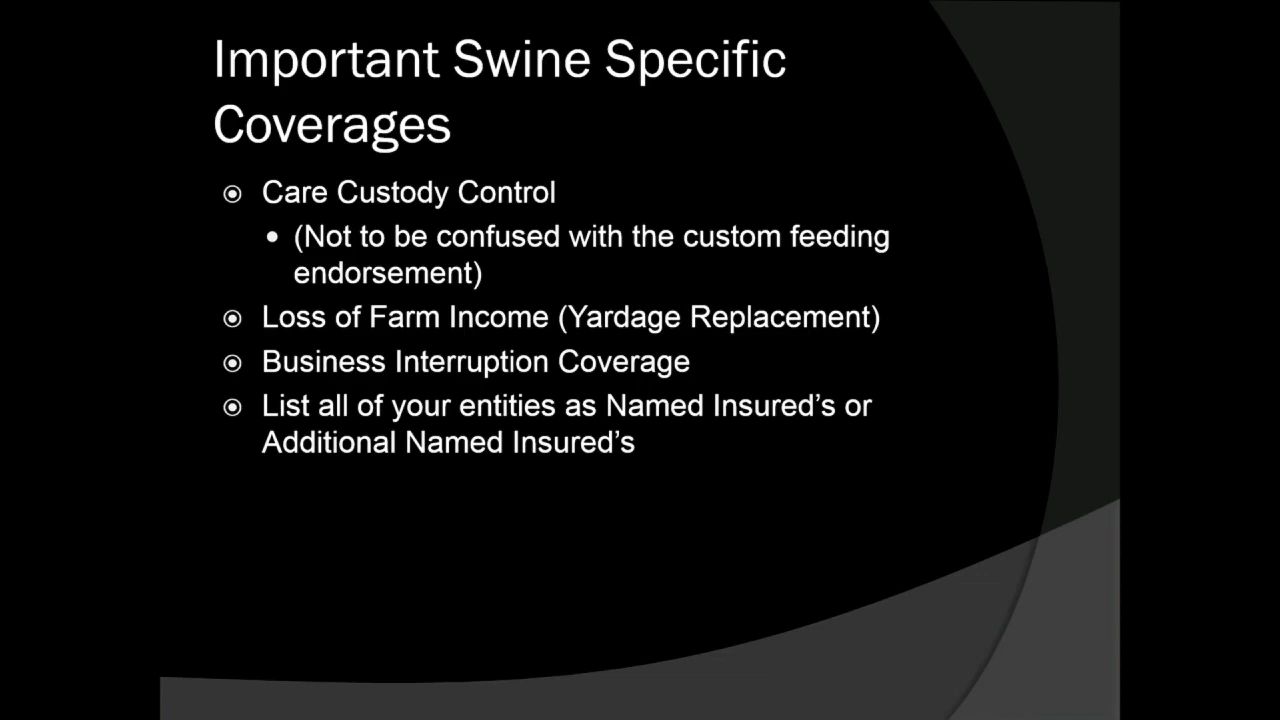 Important Swine Specific
Coverages
Care Custody Control
(Not to be confused with the custom feeding
endorsement)
Loss of Farm Income (Yardage Replacement)
Business Interruption Coverage
List all of your entities as Named Insured’s or
Additional Named Insured’s